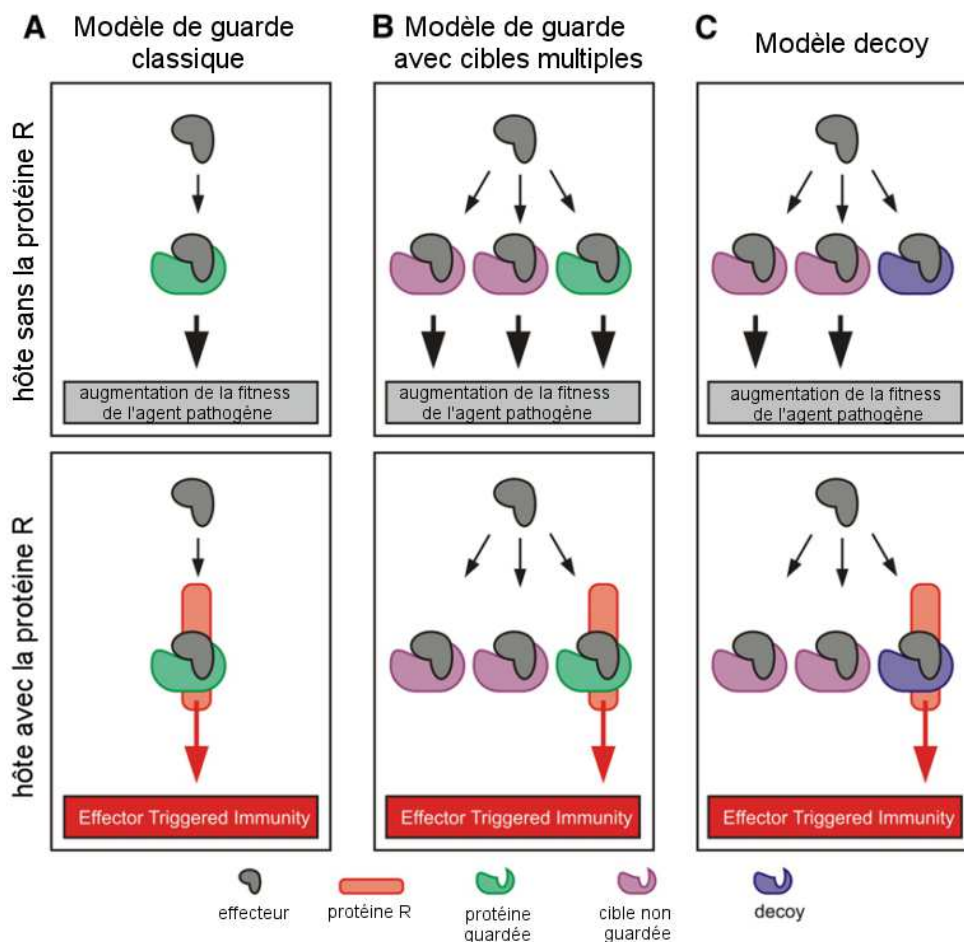 A Modèle de guarde
classique
B Modèle de guarde
avec cibles multiples
C
Modèle decoy
hôte sans la protéine R
augmentation de la fitness
de l'agent pathogène
augmentation de la fitness
de l'agent pathogène
augmentation de la fitness
de l'agent pathogène
hôte avec la protéine R
Effector Triggered Immunity
Effector Triggered Immunity
Effector Triggered Immunity
effecteur
protéine R
protéine
guardée
cible non
guardée
decoy